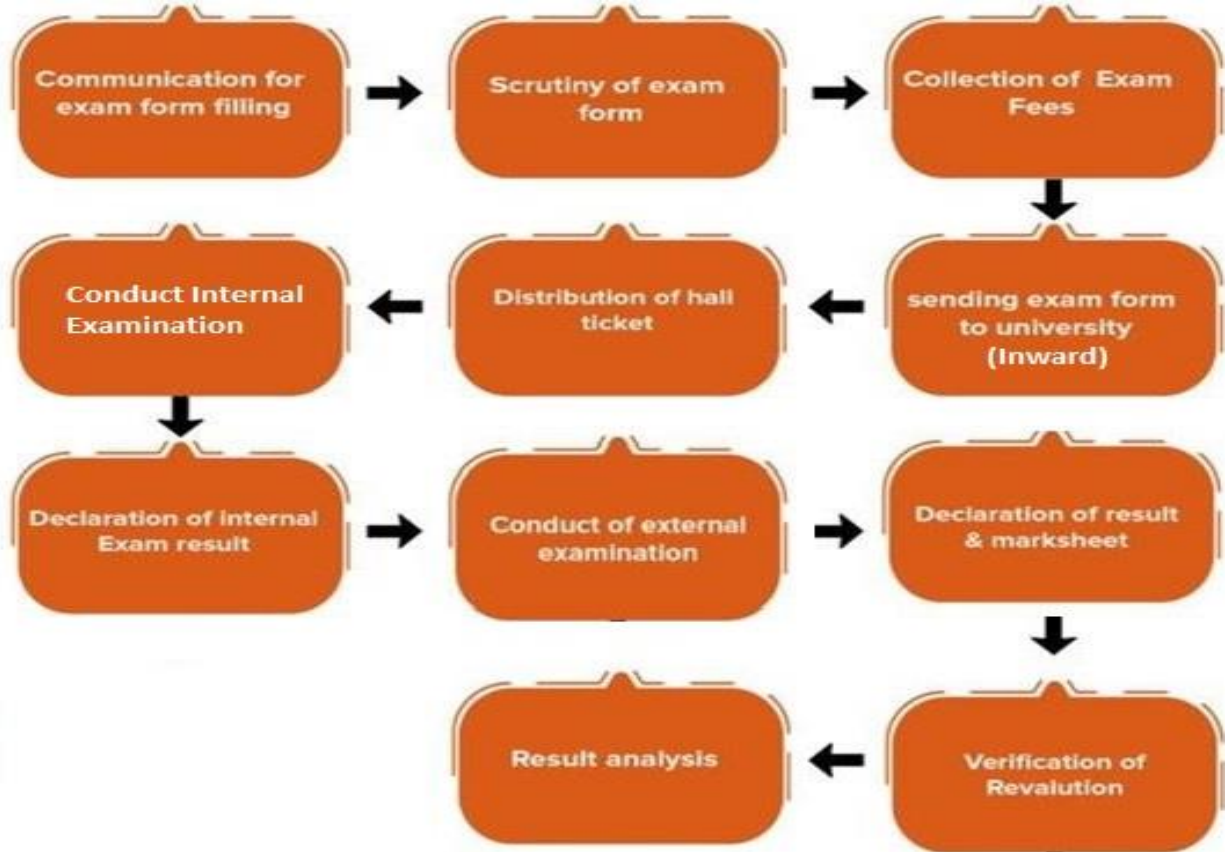 Communication for
exam form filling
Scrutiny of exam
form
Collection of Exam
Fees
sending exam form
to university
(Inward)
Distribution of hall
ticket
Conduct Internal
Examination
Declaration of internal
Exam result
Conduct of external
examination
Declaration of result
& marksheet
Verification of
Revalution
Result analysis